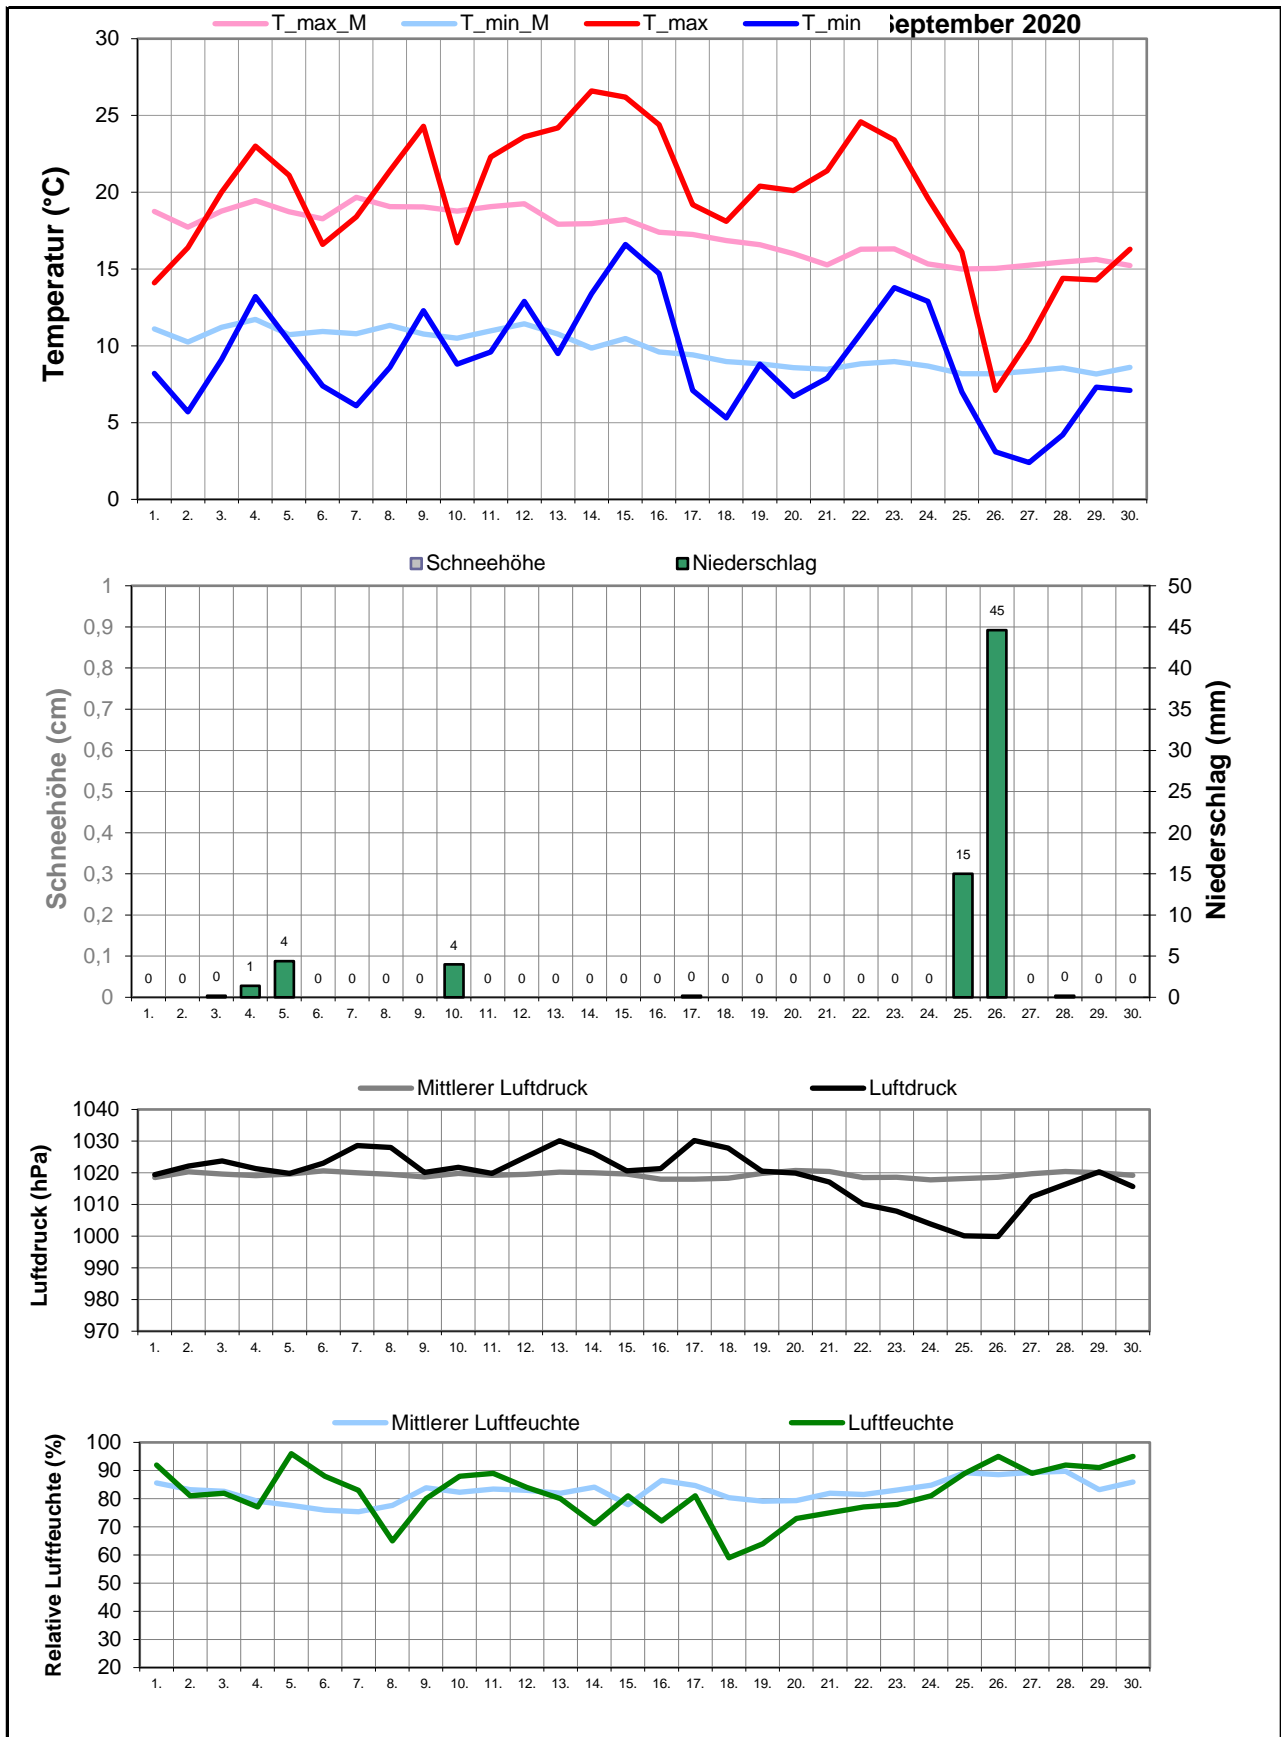 T_max_M T_min_M T_max T_min September 2020
30
25
20
15
10
5
0
Temperatur (°C)
1. 2. 3. 4. 5. 6. 7. 8. 9. 10. 11. 12. 13. 14. 15. 16. 17. 18. 19. 20. 21. 22. 23. 24. 25. 26. 27. 28. 29. 30.
Schneehöhe Niederschlag
1 50
0,9 45
0,8 40
0,7 35
0,6 30
0,5 25
0,4 20
0,3 15
0,2 10
0,1 5
0 0
Schneehöhe (cm)
Niederschlag (mm)
0 0 0 1 4 0 0 0 0 4 0 0 0 0 0 0 0 0 0 0 0 0 0 0 15 45 0 0 0 0
1. 2. 3. 4. 5. 6. 7. 8. 9. 10. 11. 12. 13. 14. 15. 16. 17. 18. 19. 20. 21. 22. 23. 24. 25. 26. 27. 28. 29. 30.
Mittlerer Luftdruck Luftdruck
1040
1030
1020
1010
1000
990
980
970
Luftdruck (hPa)
1. 2. 3. 4. 5. 6. 7. 8. 9. 10. 11. 12. 13. 14. 15. 16. 17. 18. 19. 20. 21. 22. 23. 24. 25. 26. 27. 28. 29. 30.
Mittlerer Luftfeuchte Luftfeuchte
100
90
80
70
60
50
40
30
20
Relative Luftfeuchte (%)
1. 2. 3. 4. 5. 6. 7. 8. 9. 10. 11. 12. 13. 14. 15. 16. 17. 18. 19. 20. 21. 22. 23. 24. 25. 26. 27. 28. 29. 30.